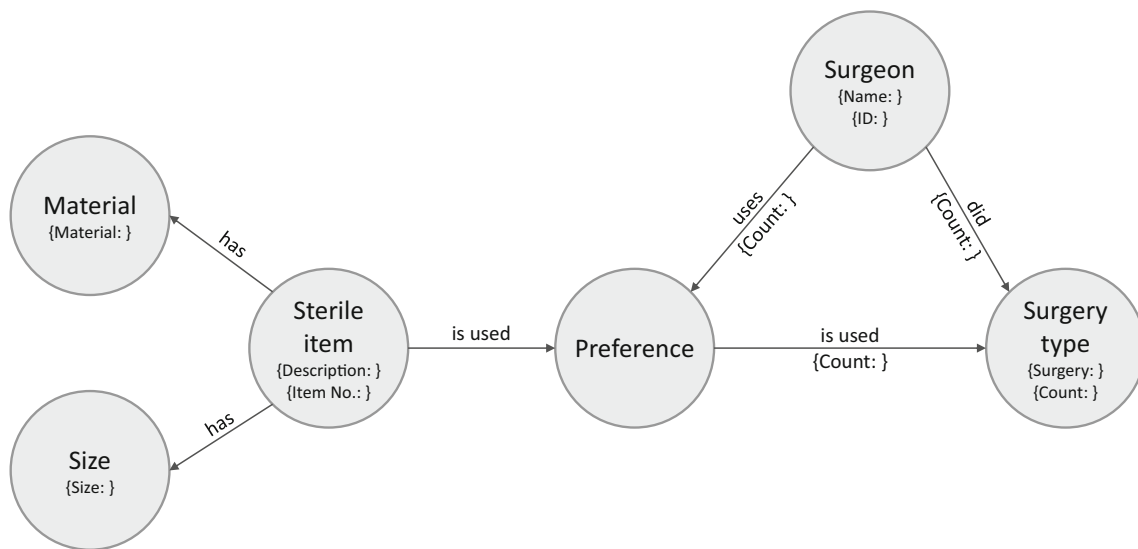 Surgeon
{Name: }
{ID: }
Material
{Material: }
has
uses
{Count: }
did
{Count: }
Sterile
item
{Description: }
{Item No.: }
is used
Preference
is used
{Count: }
Surgery
type
{Surgery: }
{Count: }
has
Size
{Size: }